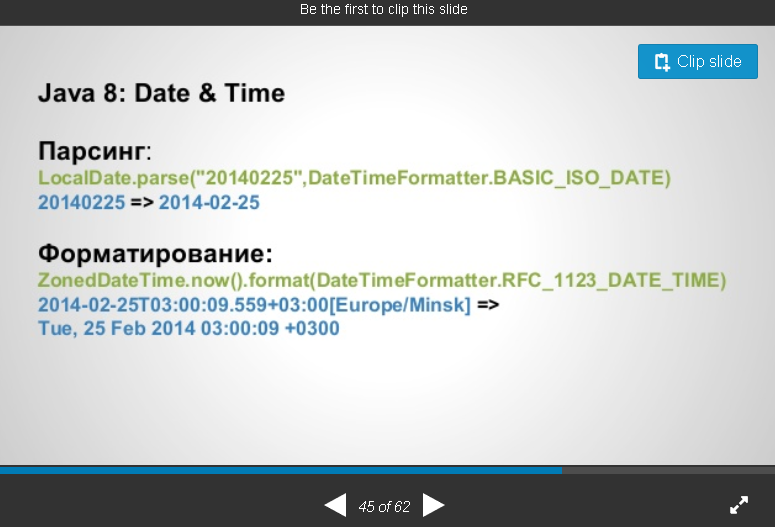 Be the first to clip this slide
Clip slide
Java 8: Date & Time
Парсинг:
LocalDate.parse("20140225",DateTimeFormatter.BASIC_ISO_DATE)
20140225 => 2014-02-25
Форматирование:
ZonedDateTime.now().format(DateTimeFormatter.RFC_1123_DATE_TIME)
2014-02-25T03:00:09.559+03:00[Europe/Minsk] =>
Tue, 25 Feb 2014 03:00:09 +0300
45 of 62